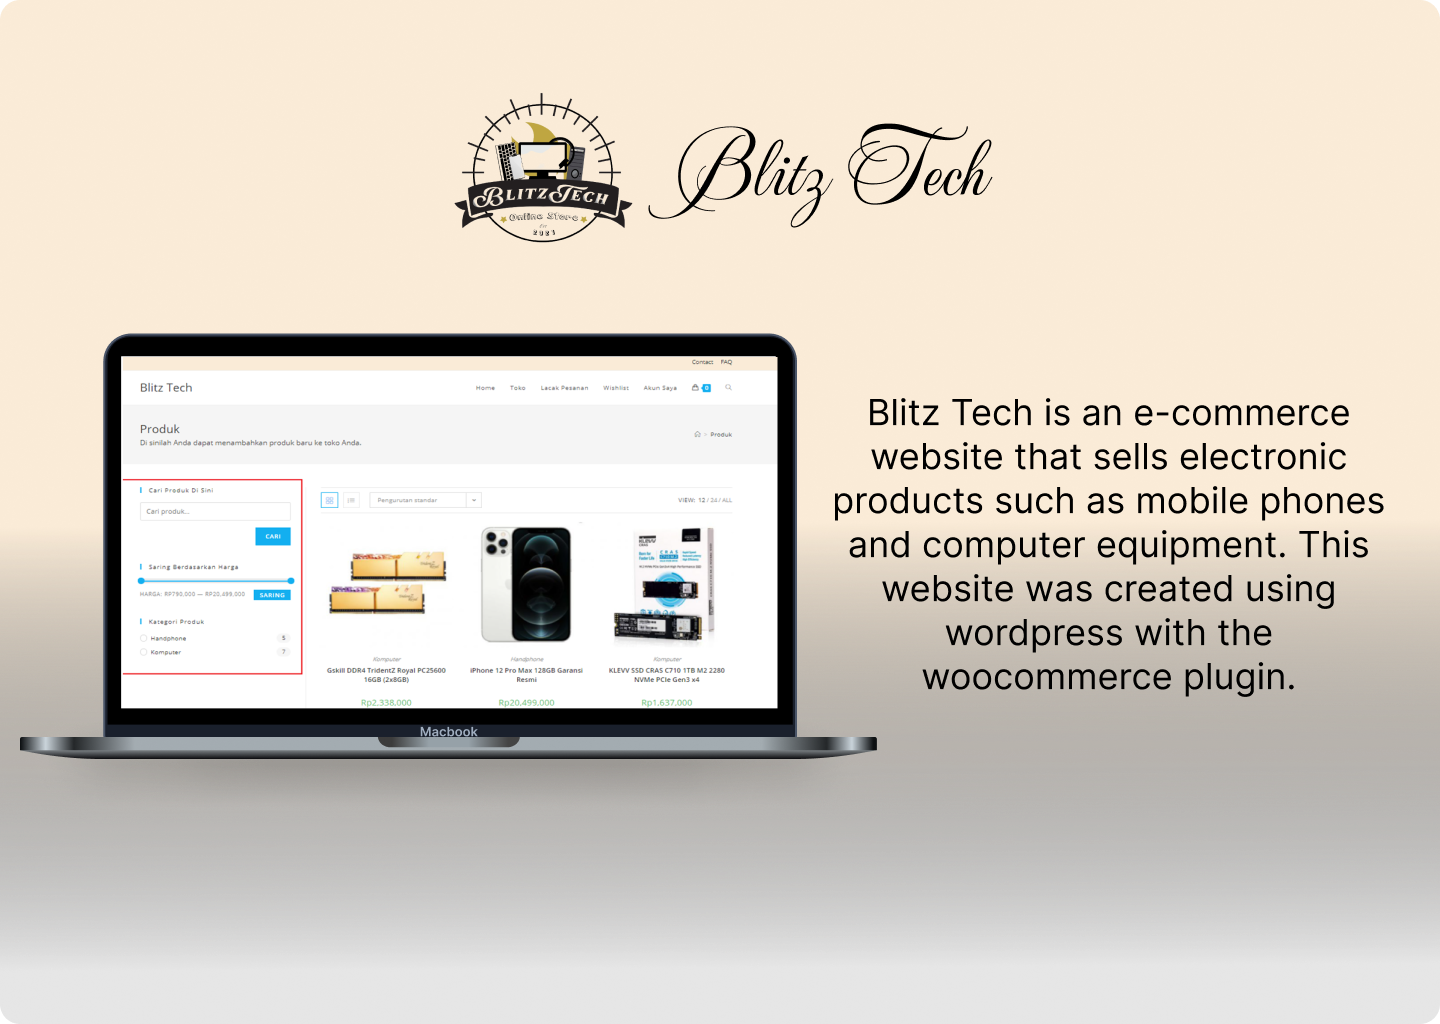 BLITZTECH
Online Store
Est
2021
Blitz Tech
Contact FAQ
Blitz Tech
Home Toko Lacak Pesanan Wishlist Akun Saya 0
Produk
Di sinilah Anda dapat menambahkan produk baru ke toko Anda.
> Produk
Cari Produk Di Sini
Cari produk...
CARI
Saring Berdasarkan Harga
HARGA: RP790,000 — RP20,499,000 SARING
Kategori Produk
Handphone 5
Komputer 7
Pengurutan standar
VIEW: 12 / 24 / ALL
KLEVV
CRAS
Komputer
Gskill DDR4 TridentZ Royal PC25600
16GB (2x8GB)
Rp2,338,000
Handphone
iPhone 12 Pro Max 128GB Garansi
Resmi
Rp20,499,000
Komputer
KLEVV SSD CRAS C710 1TB M2 2280
NVMe PCIe Gen3 x4
Rp1,637,000
Macbook
Blitz Tech is an e-commerce
website that sells electronic
products such as mobile phones
and computer equipment. This
website was created using
wordpress with the
woocommerce plugin.